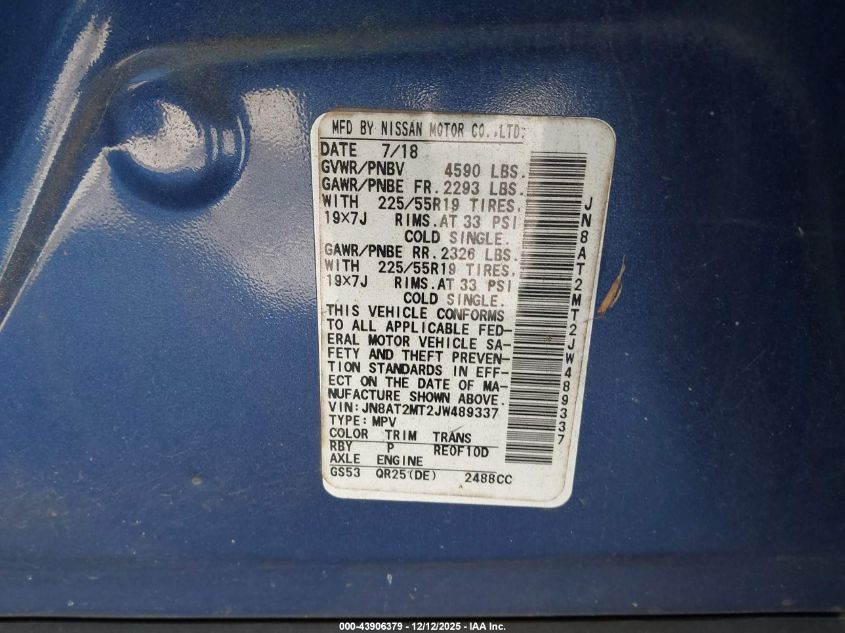 MFD BY NISSAN MOTOR CO.,LTD.
DATE 7/18
GVWR/PNBV 4590 LBS.
GAWR/PNBE FR. 2293 LBS.
WITH 225/55R19 TIRES,
19×7J RIMS.AT 33 PSI
COLD SINGLE.
GAWR/PNBE RR. 2326 LBS.
WITH 225/55R19 TIRES,
19×7J RIMS.AT 33 PSI
COLD SINGLE.
THIS VEHICLE CONFORMS
TO ALL APPLICABLE FED-
ERAL MOTOR VEHICLE SA-
FETY AND THEFT PREVEN-
TION STANDARDS IN EFF-
ECT ON THE DATE OF MA-
NUFACTURE SHOWN ABOVE.
VIN:JN8AT2MT2JW489337
TYPE:MPV
COLOR TRIM TRANS
RBY P RE0F10D
AXLE ENGINE
GS53 QR25(DE) 2488CC
JN8AT2MT2JW489337
000-43906379 - 12/12/2025 - IAA Inc.